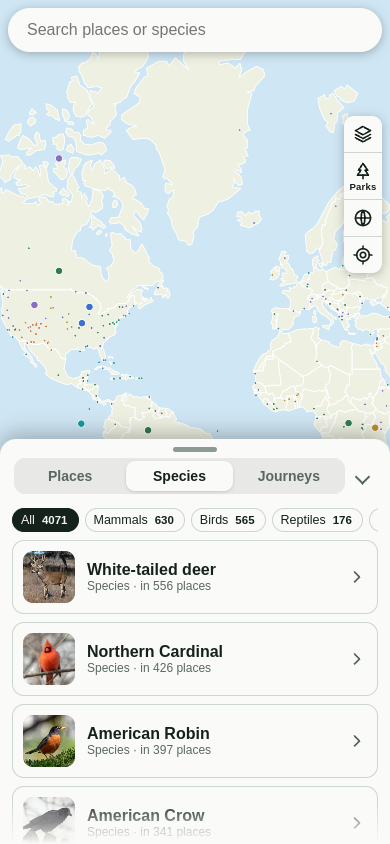 Search places or species
Parks
Places Species Journeys
All 4071 Mammals 630 Birds 565 Reptiles 176
White-tailed deer
Species · in 556 places
Northern Cardinal
Species · in 426 places
American Robin
Species · in 397 places
American Crow
Species · in 341 places